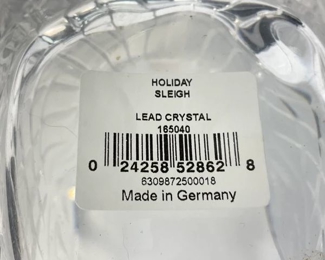 HOLIDAY
SLEIGH
LEAD CRYSTAL
165040
0 24258 52862 8
6309872500018
Made in Germany